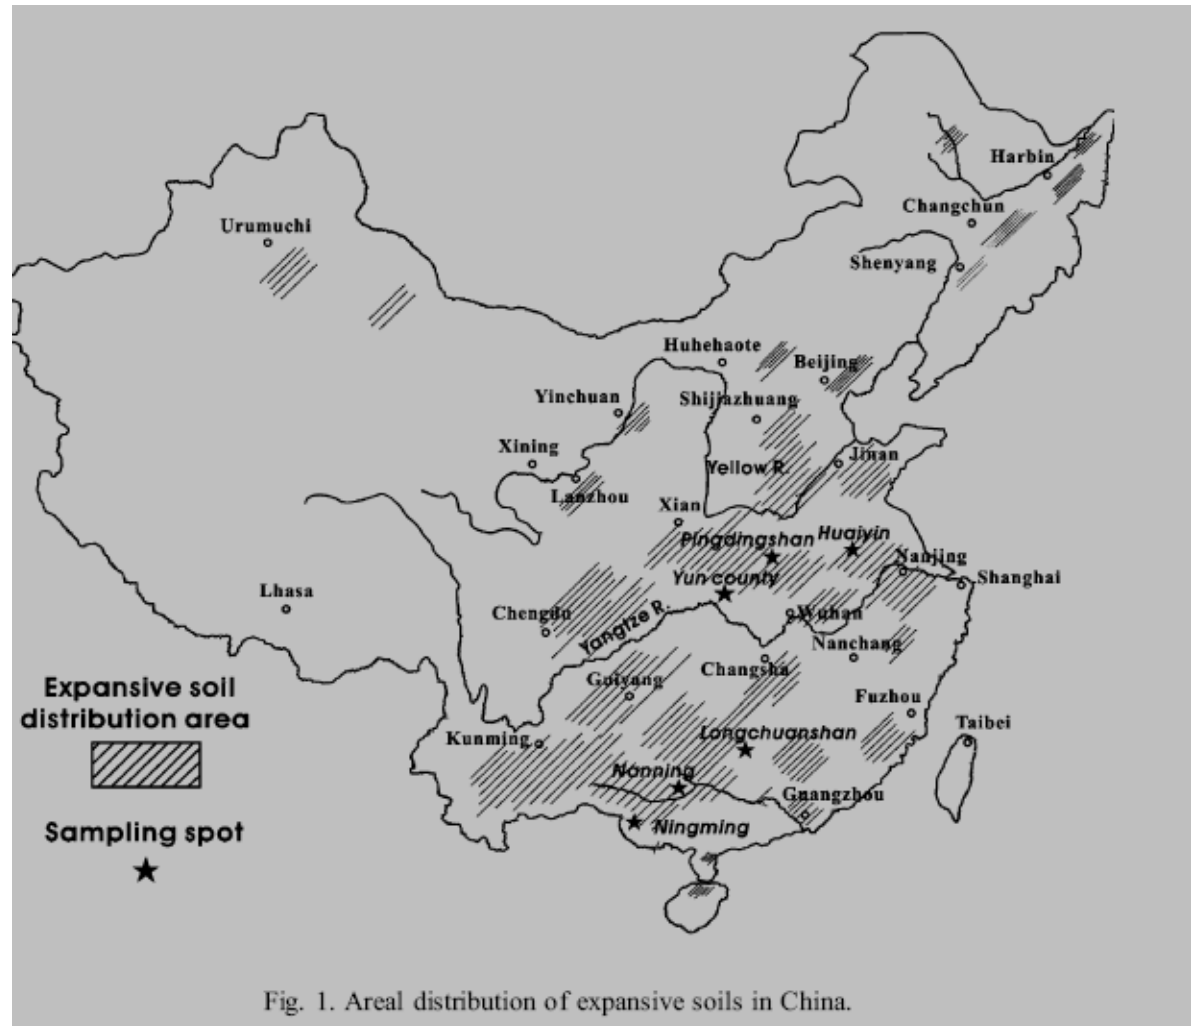 Harbin
Changchun
Urumuchi
Shenyang
Huhehaote
Beijing
Yinchuan
Shijiazhuang
Xining
Jinan
Yellow R.
Lanzhou
Xian
Pingdingshan
Huaiyin
Nanjing
Yun county
Shanghai
Lhasa
Chengdu
Yangtze R.
Wuhan
Nanchang
Changsha
Guiyang
Expansive soil
distribution area
Fuzhou
Taibei
Kunming
Longchuanshan
Nanning
Guangzhou
Sampling spot
Ningming
Fig. 1. Areal distribution of expansive soils in China.